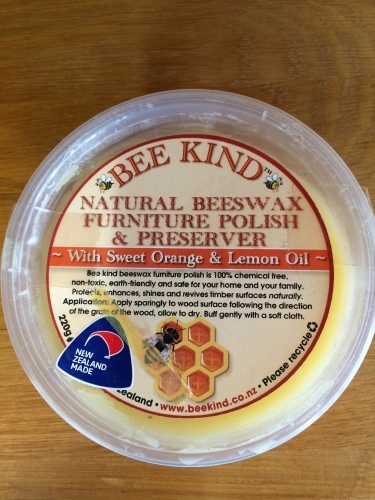 BEE KIND™
NATURAL BEESWAX
FURNITURE POLISH
& PRESERVER
~ With Sweet Orange & Lemon Oil ~
Bee kind beeswax furniture polish is 100% chemical free,
non-toxic, earth-friendly and safe for your home and your family.
Protects, enhances, shines and revives timber surfaces naturally.
Application: Apply sparingly to wood surface following the direction
of the grain of the wood, allow to dry. Buff gently with a soft cloth.
220g
NEW
ZEALAND
MADE
Zealand • www.beekind.co.nz • Please recycle